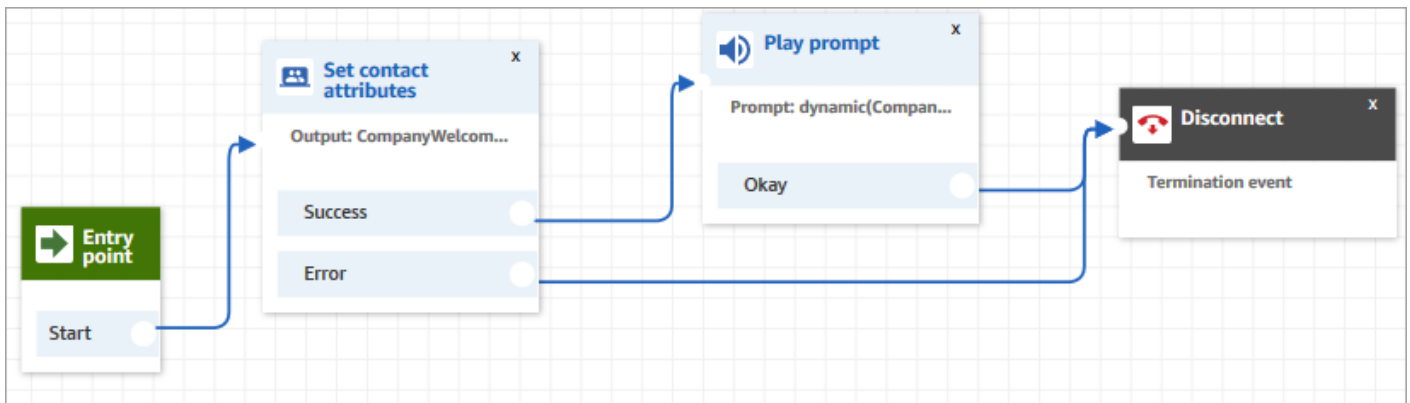 Entry
point
Start
Set contact
attributes
x
Output: CompanyWelcom...
Success
Error
Play prompt
x
Prompt: dynamic(Compan...
Okay
Disconnect
x
Termination event